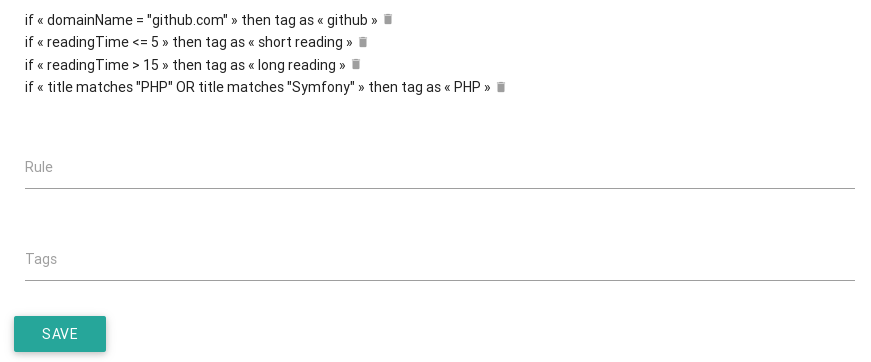 if « domainName = "github.com" » then tag as « github »
if « readingTime <= 5 » then tag as « short reading »
if « readingTime > 15 » then tag as « long reading »
if « title matches "PHP" OR title matches "Symfony" » then tag as « PHP »
Rule
Tags
SAVE